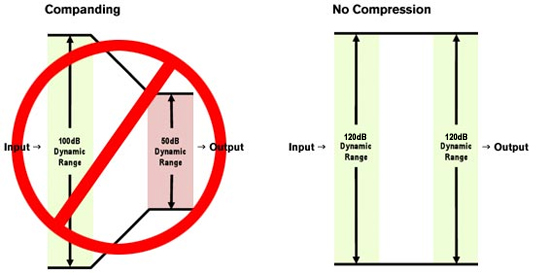 Companding
No Compression
Input →
100dB
Dynamic
Range
50dB
Dynamic
Range
→ Output
Input →
120dB
Dynamic
Range
120dB
Dynamic
Range
→ Output